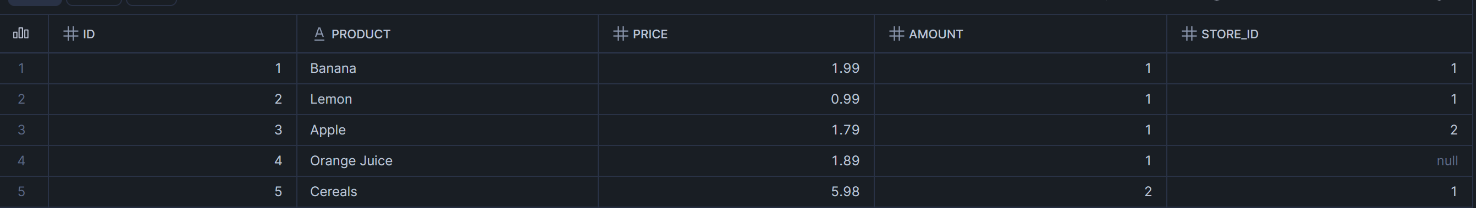 ID PRODUCT PRICE AMOUNT STORE_ID
1 1 Banana 1.99 1 1
2 2 Lemon 0.99 1 1
3 3 Apple 1.79 1 2
4 4 Orange Juice 1.89 1 null
5 5 Cereals 5.98 2 1